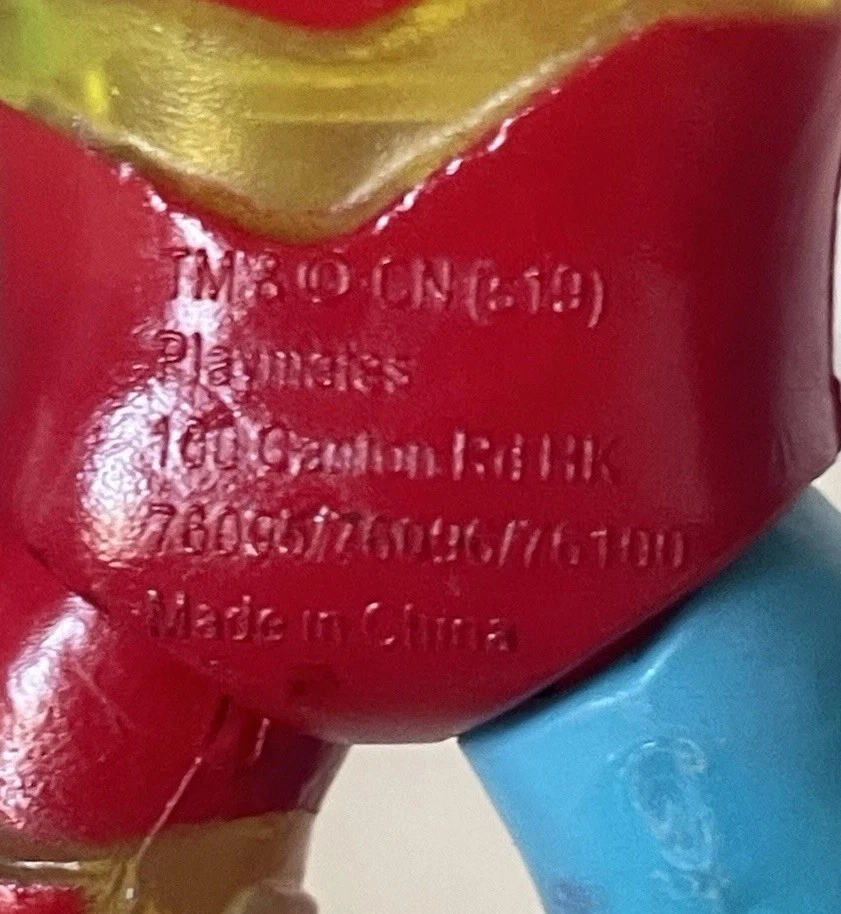 TM & © CN (s19)
Playmates
100 Canton Rd HK
76095/76096/76100
Made in China